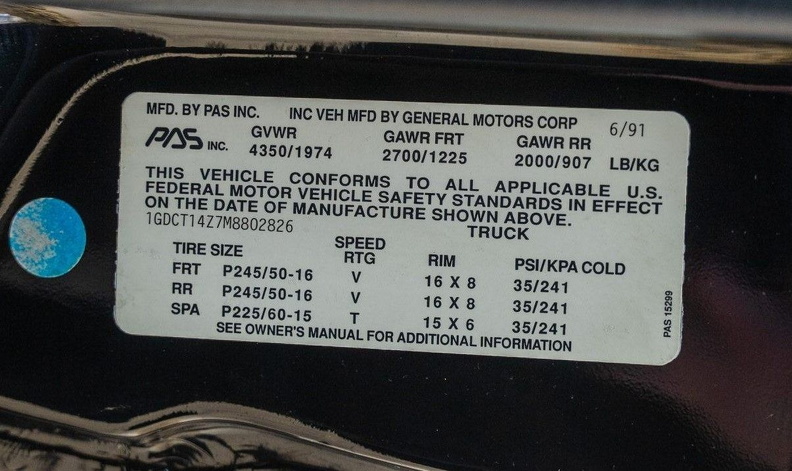 MFD. BY PAS INC. INC VEH MFD BY GENERAL MOTORS CORP 6/91
PAS INC. GVWR GAWR FRT GAWR RR
4350/1974 2700/1225 2000/907 LB/KG
THIS VEHICLE CONFORMS TO ALL APPLICABLE U.S.
FEDERAL MOTOR VEHICLE SAFETY STANDARDS IN EFFECT
ON THE DATE OF MANUFACTURE SHOWN ABOVE.
1GDCT14Z7M8802826 TRUCK
TIRE SIZE SPEED RTG RIM PSI/KPA COLD
FRT P245/50-16 V 16 X 8 35/241
RR P245/50-16 V 16 X 8 35/241
SPA P225/60-15 T 15 X 6 35/241
SEE OWNER'S MANUAL FOR ADDITIONAL INFORMATION
PAS 15299